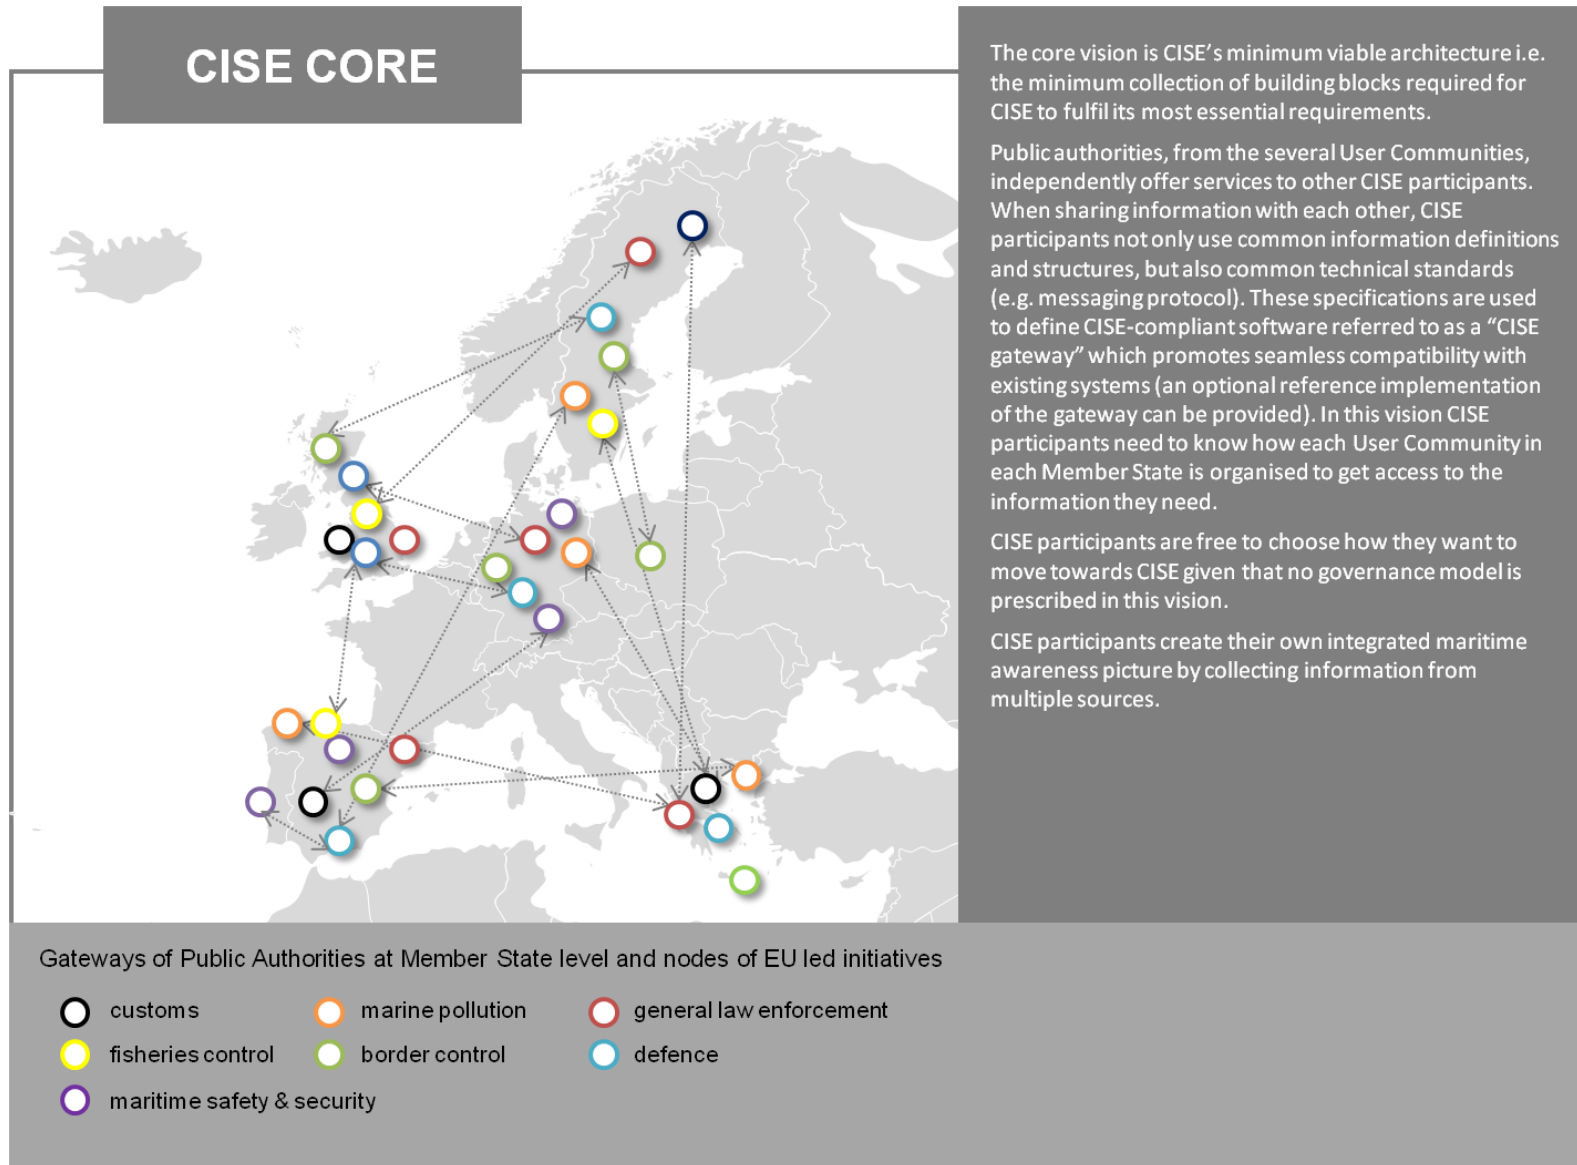 CISE CORE
The core vision is CISE’s minimum viable architecture i.e.
the minimum collection of building blocks required for
CISE to fulfil its most essential requirements.
Public authorities, from the several User Communities,
independently offer services to other CISE participants.
When sharing information with each other, CISE
participants not only use common information definitions
and structures, but also common technical standards
(e.g. messaging protocol). These specifications are used
to define CISE-compliant software referred to as a “CISE
gateway” which promotes seamless compatibility with
existing systems (an optional reference implementation
of the gateway can be provided). In this vision CISE
participants need to know how each User Community in
each Member State is organised to get access to the
information they need.
CISE participants are free to choose how they want to
move towards CISE given that no governance model is
prescribed in this vision.
CISE participants create their own integrated maritime
awareness picture by collecting information from
multiple sources.
Gateways of Public Authorities at Member State level and nodes of EU led initiatives
customs
marine pollution
general law enforcement
fisheries control
border control
defence
maritime safety & security